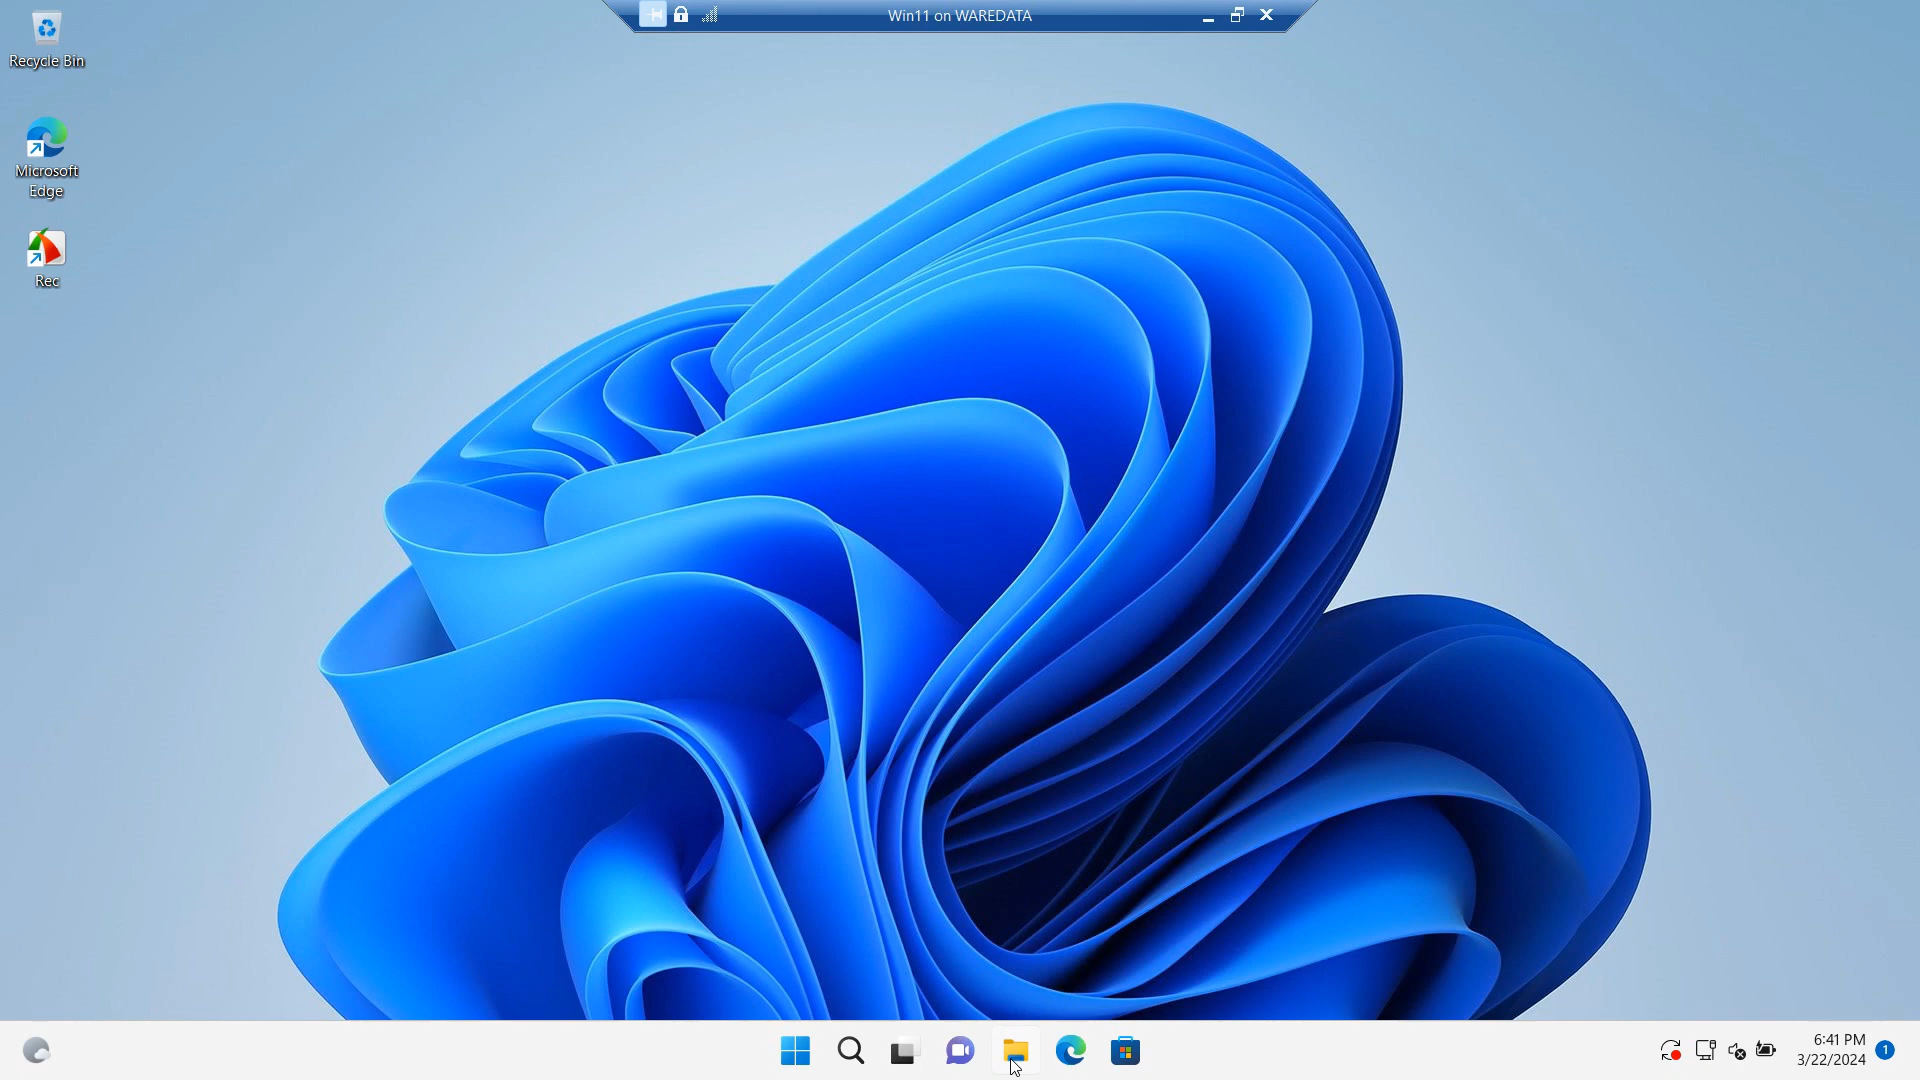 Win11 on WAREDATA
Recycle Bin
Microsoft
Edge
Rec
6:41 PM
3/22/2024
1